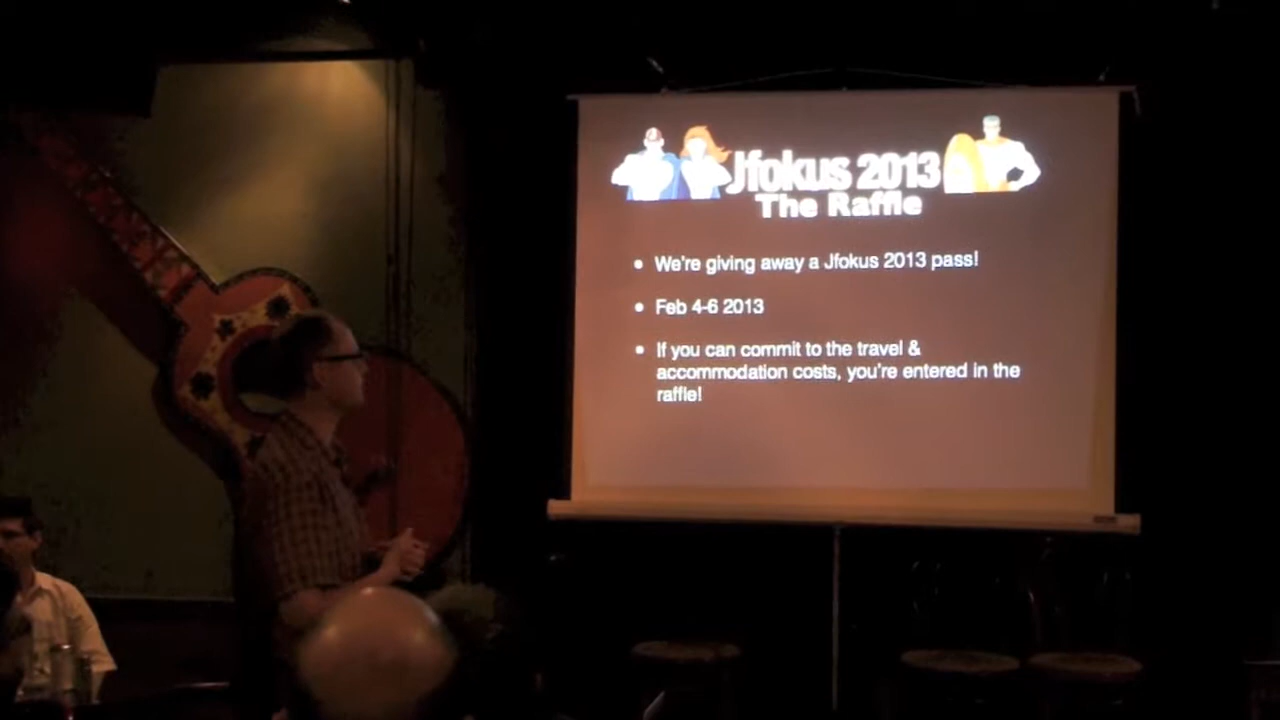 Jfokus 2013
The Raffle
• We're giving away a Jfokus 2013 pass!
• Feb 4-6 2013
• If you can commit to the travel &
accommodation costs, you're entered in the
raffle!